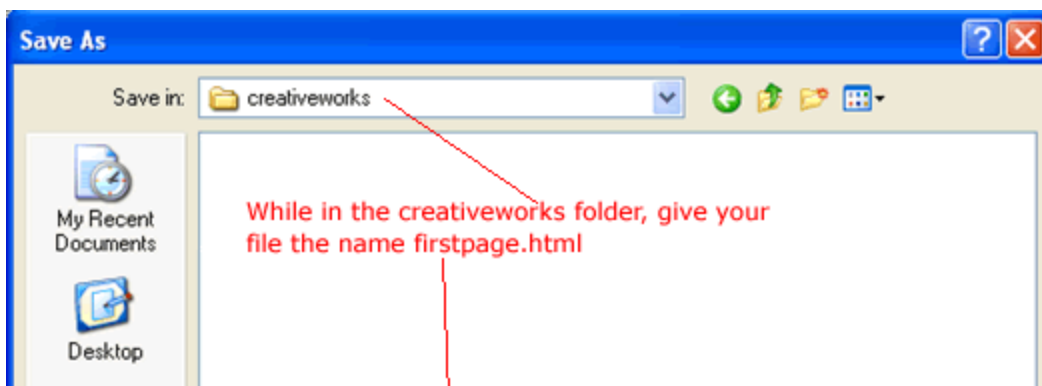 Save As
Save in: creativeworks
My Recent
Documents
While in the creativeworks folder, give your
file the name firstpage.html
Desktop